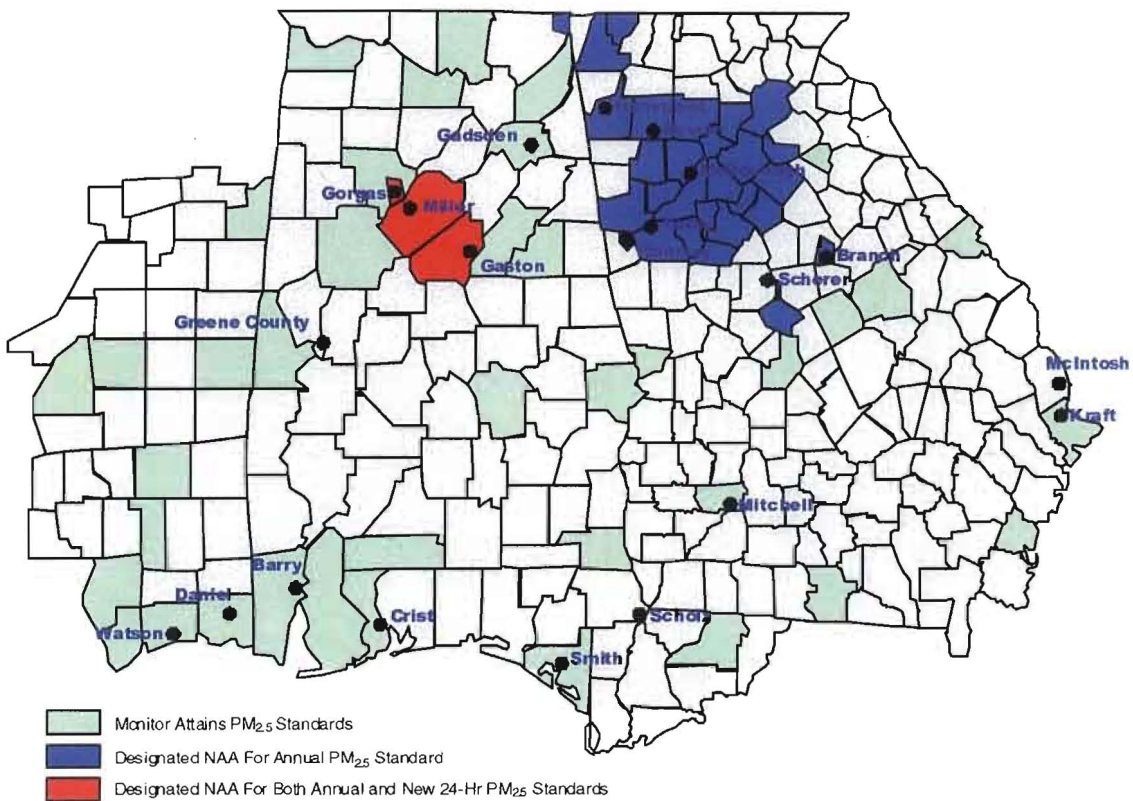 Gadsden
Gorgas
Miller
Gaston
Branch
Scherer
Greene County
McIntosh
Kraft
Mitchell
Barry
Daniel
Watson
Crist
Scholz
Smith
Monitor Attains PM2.5 Standards
Designated NAA For Annual PM2.5 Standard
Designated NAA For Both Annual and New 24-Hr PM2.5 Standards